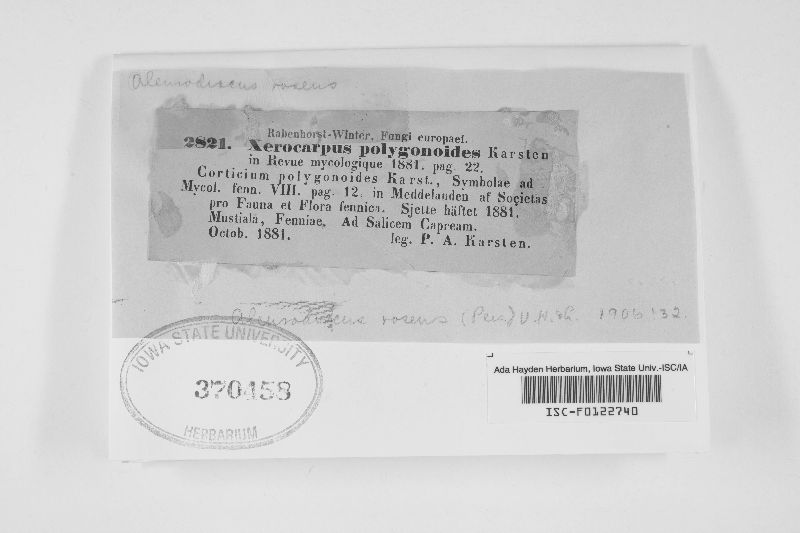 Aleurodiscus roseus
Rabenhorst-Winter, Fungi europaei.
2821. Xerocarpus polygonoides Karsten
in Revue mycologique 1881. pag. 22.
Corticium polygonoides Karst., Symbolae ad
Mycol. fenn. VIII. pag. 12. in Meddelanden af Societas
pro Fauna et Flora fennica. Sjette häftet 1881.
Mustiala, Fenniae. Ad Salicem Capream.
Octob. 1881. leg. P. A. Karsten.
Aleurodiscus roseus (Pers) v. H. &
IOWA STATE UNIVERSITY
370458
HERBARIUM
Ada Hayden Herbarium, Iowa State Univ.-ISC/IA
ISC-F0122740